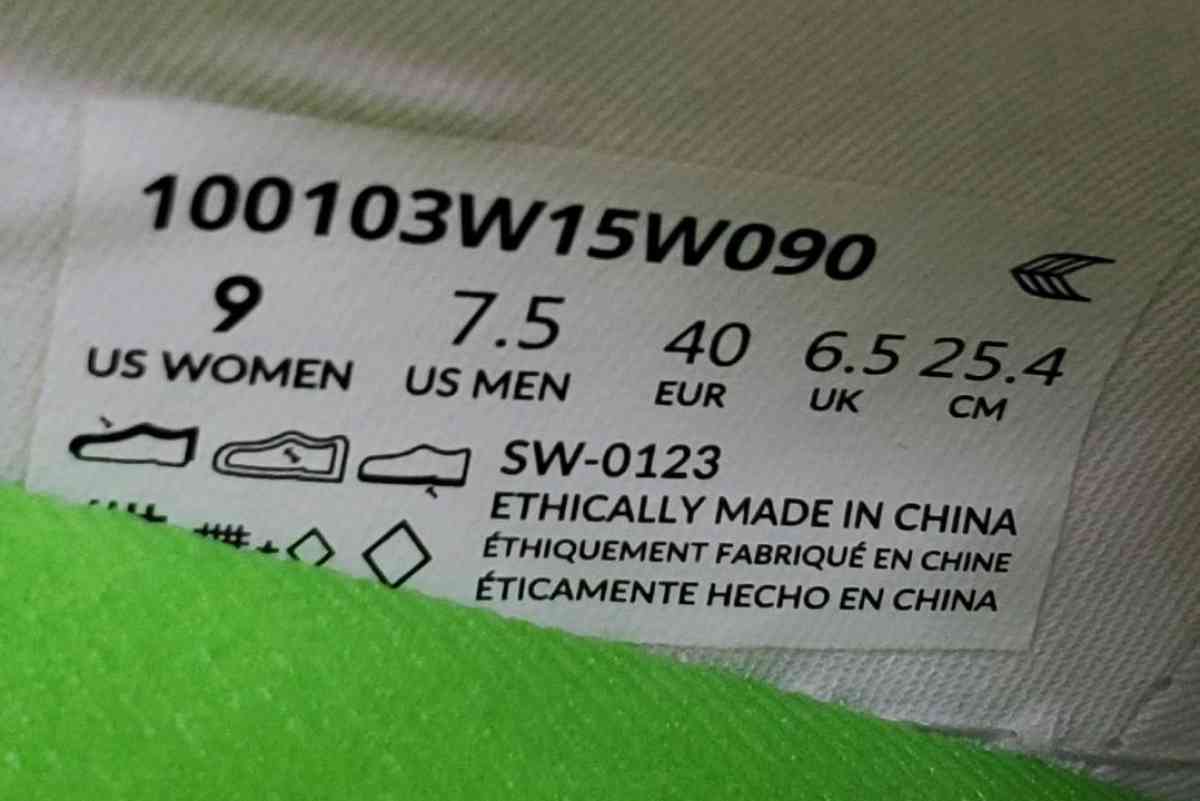 100103W15W090
9 7.5 40 6.5 25.4
US WOMEN US MEN EUR UK CM
SW-0123
ETHICALLY MADE IN CHINA
ÉTHIQUEMENT FABRIQUÉ EN CHINE
ÉTICAMENTE HECHO EN CHINA